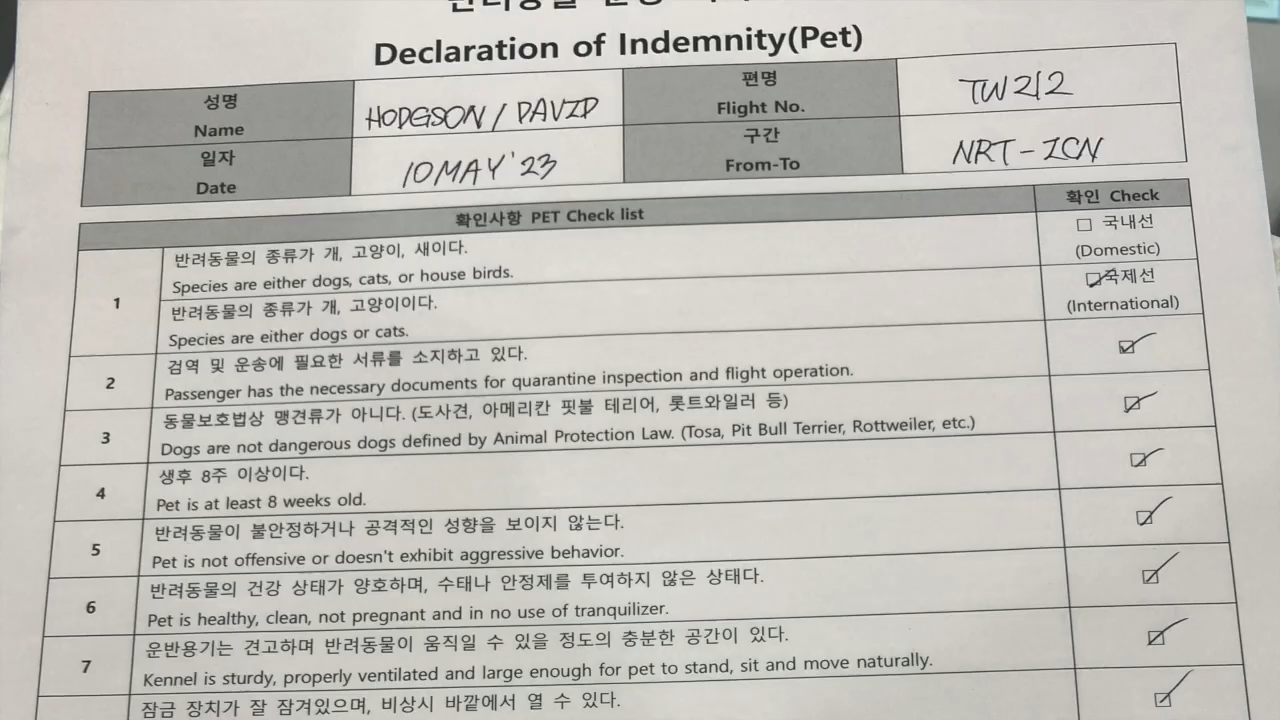 Declaration of Indemnity(Pet)
성명
Name
HODGSON / DAVID
편명
Flight No.
TW212
일자
Date
10 MAY '23
구간
From-To
NRT - ICN
확인사항 PET Check list
확인 Check
1
반려동물의 종류가 개, 고양이, 새이다.
Species are either dogs, cats, or house birds.
□ 국내선
(Domestic)
반려동물의 종류가 개, 고양이이다.
Species are either dogs or cats.
☑ 국제선
(International)
2
검역 및 운송에 필요한 서류를 소지하고 있다.
Passenger has the necessary documents for quarantine inspection and flight operation.
☑
3
동물보호법상 맹견류가 아니다. (도사견, 아메리칸 핏불 테리어, 롯트와일러 등)
Dogs are not dangerous dogs defined by Animal Protection Law. (Tosa, Pit Bull Terrier, Rottweiler, etc.)
☑
4
생후 8주 이상이다.
Pet is at least 8 weeks old.
☑
5
반려동물이 불안정하거나 공격적인 성향을 보이지 않는다.
Pet is not offensive or doesn't exhibit aggressive behavior.
☑
6
반려동물의 건강 상태가 양호하며, 수태나 안정제를 투여하지 않은 상태다.
Pet is healthy, clean, not pregnant and in no use of tranquilizer.
☑
7
운반용기는 견고하며 반려동물이 움직일 수 있을 정도의 충분한 공간이 있다.
Kennel is sturdy, properly ventilated and large enough for pet to stand, sit and move naturally.
☑
잠금 장치가 잘 잠겨있으며, 비상시 바깥에서 열 수 있다.
☑